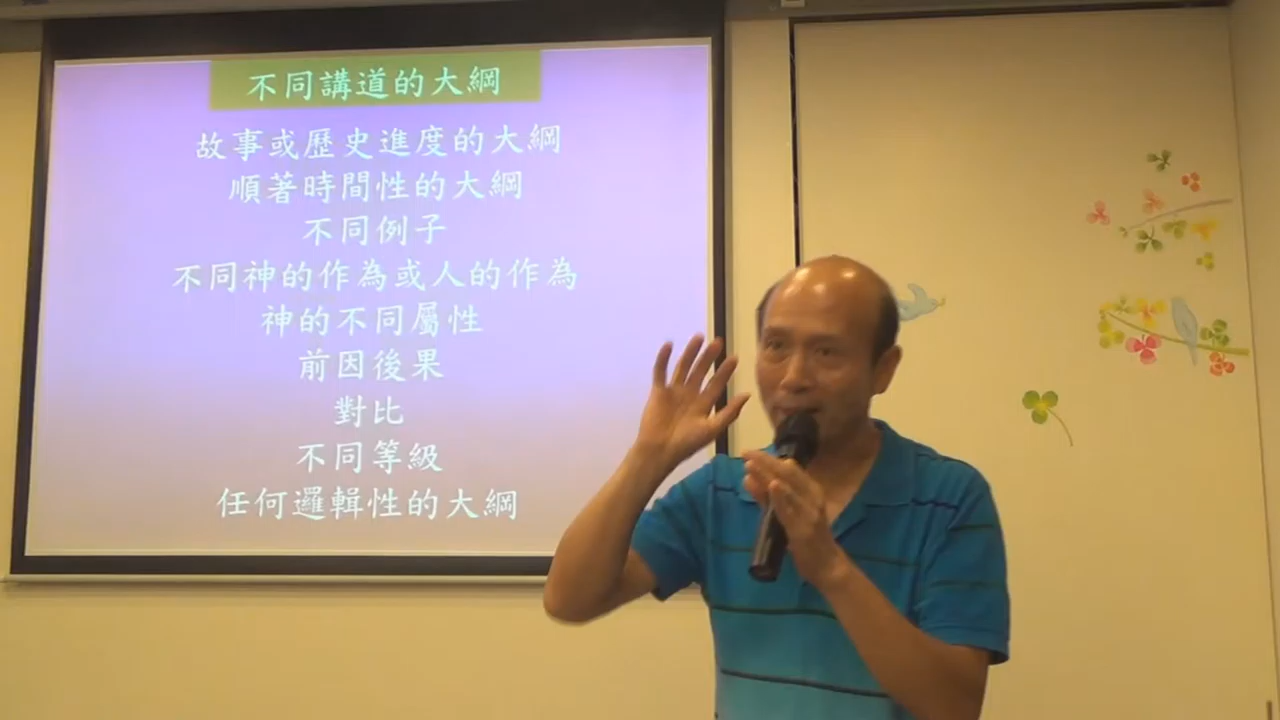 不同講道的大綱
故事或歷史進度的大綱
順著時間性的大綱
不同例子
不同神的作為或人的作為
神的不同屬性
前因後果
對比
不同等級
任何邏輯性的大綱